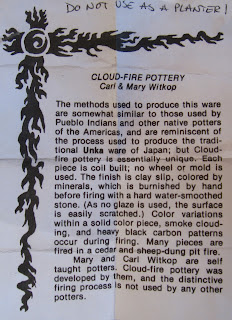 DO NOT USE AS A PLANTER!
CLOUD-FIRE POTTERY
Carl & Mary Witkop
The methods used to produce this ware
are somewhat similar to those used by
Pueblo Indians and other native potters
of the Americas, and are reminiscent of
the process used to produce the tradi-
tional Unka ware of Japan; but Cloud-
fire pottery is essentially unique. Each
piece is coil built; no wheel or mold is
used. The finish is clay slip, colored by
minerals, which is burnished by hand
before firing with a hard water-smoothed
stone. (As no glaze is used, the surface
is easily scratched.) Color variations
within a solid color piece, smoke cloud-
ing, and heavy black carbon patterns
occur during firing. Many pieces are
fired in a cedar and sheep-dung pit fire.
Mary and Carl Witkop are self
taught potters. Cloud-fire pottery was
developed by them, and the distinctive
firing process is not used by any other
potters.